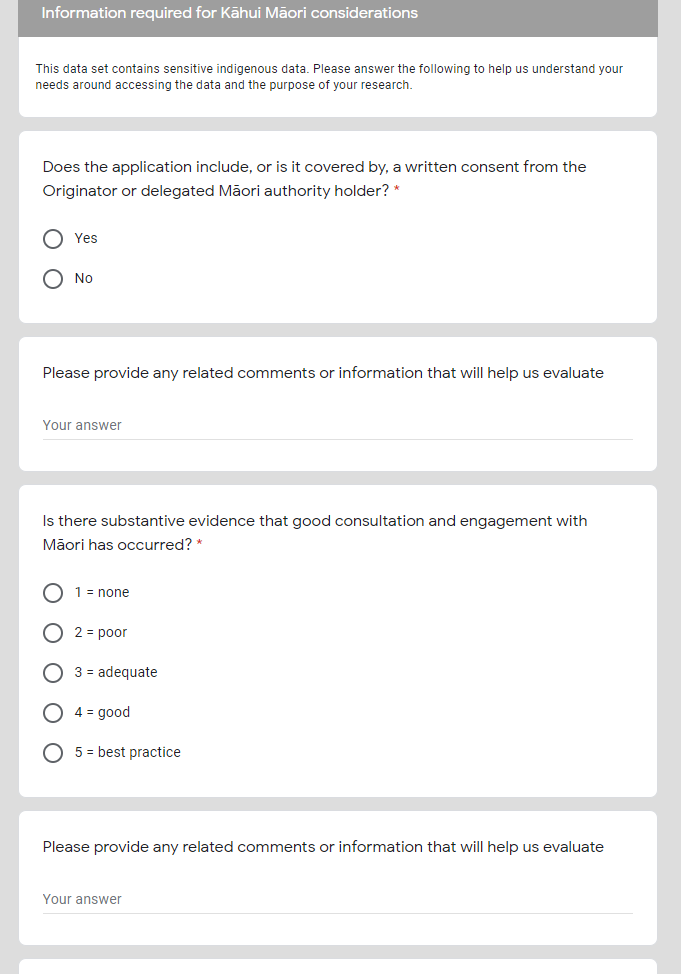 Information required for Kāhui Māori considerations
This data set contains sensitive indigenous data. Please answer the following to help us understand your
needs around accessing the data and the purpose of your research.
Does the application include, or is it covered by, a written consent from the
Originator or delegated Māori authority holder? *
Yes
No
Please provide any related comments or information that will help us evaluate
Your answer
Is there substantive evidence that good consultation and engagement with
Māori has occurred? *
1 = none
2 = poor
3 = adequate
4 = good
5 = best practice
Please provide any related comments or information that will help us evaluate
Your answer